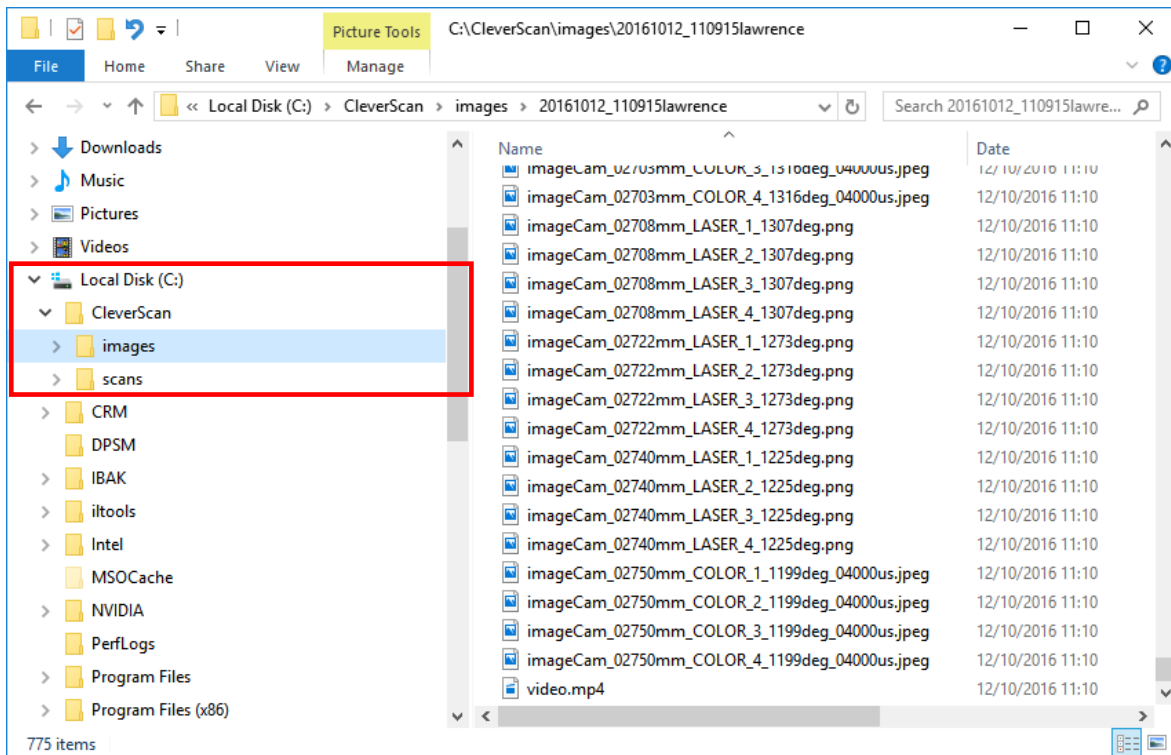 Picture Tools C:\CleverScan\images\20161012_110915lawrence
File Home Share View Manage
« Local Disk (C:) › CleverScan › images › 20161012_110915lawrence Search 20161012_110915lawre...
Downloads
Music
Pictures
Videos
Local Disk (C:)
CleverScan
images
scans
CRM
DPSM
IBAK
iltools
Intel
MSOCache
NVIDIA
PerfLogs
Program Files
Program Files (x86)
Name Date
imageCam_02703mm_COLOR_3_1316deg_04000us.jpeg 12/10/2016 11:10
imageCam_02703mm_COLOR_4_1316deg_04000us.jpeg 12/10/2016 11:10
imageCam_02708mm_LASER_1_1307deg.png 12/10/2016 11:10
imageCam_02708mm_LASER_2_1307deg.png 12/10/2016 11:10
imageCam_02708mm_LASER_3_1307deg.png 12/10/2016 11:10
imageCam_02708mm_LASER_4_1307deg.png 12/10/2016 11:10
imageCam_02722mm_LASER_1_1273deg.png 12/10/2016 11:10
imageCam_02722mm_LASER_2_1273deg.png 12/10/2016 11:10
imageCam_02722mm_LASER_3_1273deg.png 12/10/2016 11:10
imageCam_02722mm_LASER_4_1273deg.png 12/10/2016 11:10
imageCam_02740mm_LASER_1_1225deg.png 12/10/2016 11:10
imageCam_02740mm_LASER_2_1225deg.png 12/10/2016 11:10
imageCam_02740mm_LASER_3_1225deg.png 12/10/2016 11:10
imageCam_02740mm_LASER_4_1225deg.png 12/10/2016 11:10
imageCam_02750mm_COLOR_1_1199deg_04000us.jpeg 12/10/2016 11:10
imageCam_02750mm_COLOR_2_1199deg_04000us.jpeg 12/10/2016 11:10
imageCam_02750mm_COLOR_3_1199deg_04000us.jpeg 12/10/2016 11:10
imageCam_02750mm_COLOR_4_1199deg_04000us.jpeg 12/10/2016 11:10
video.mp4 12/10/2016 11:10
775 items